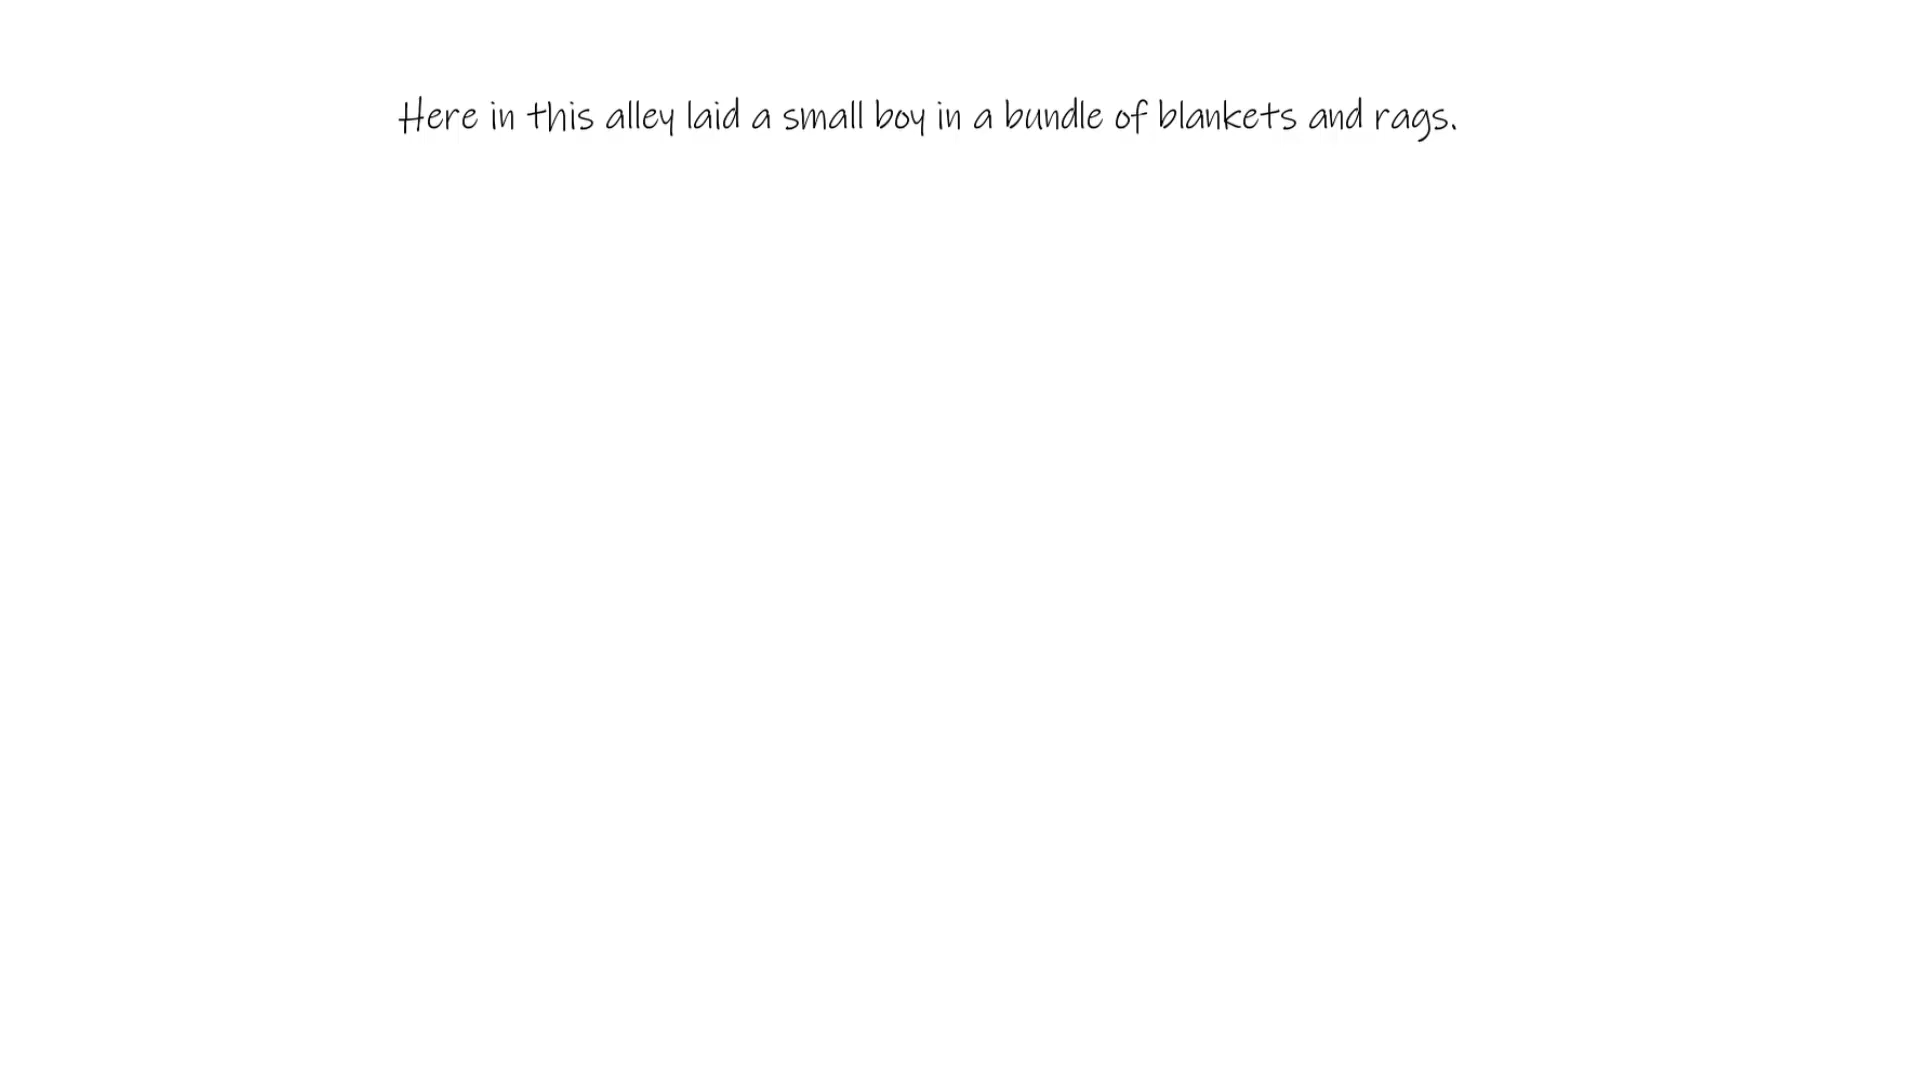 Here in this alley laid a small boy in a bundle of blankets and rags.